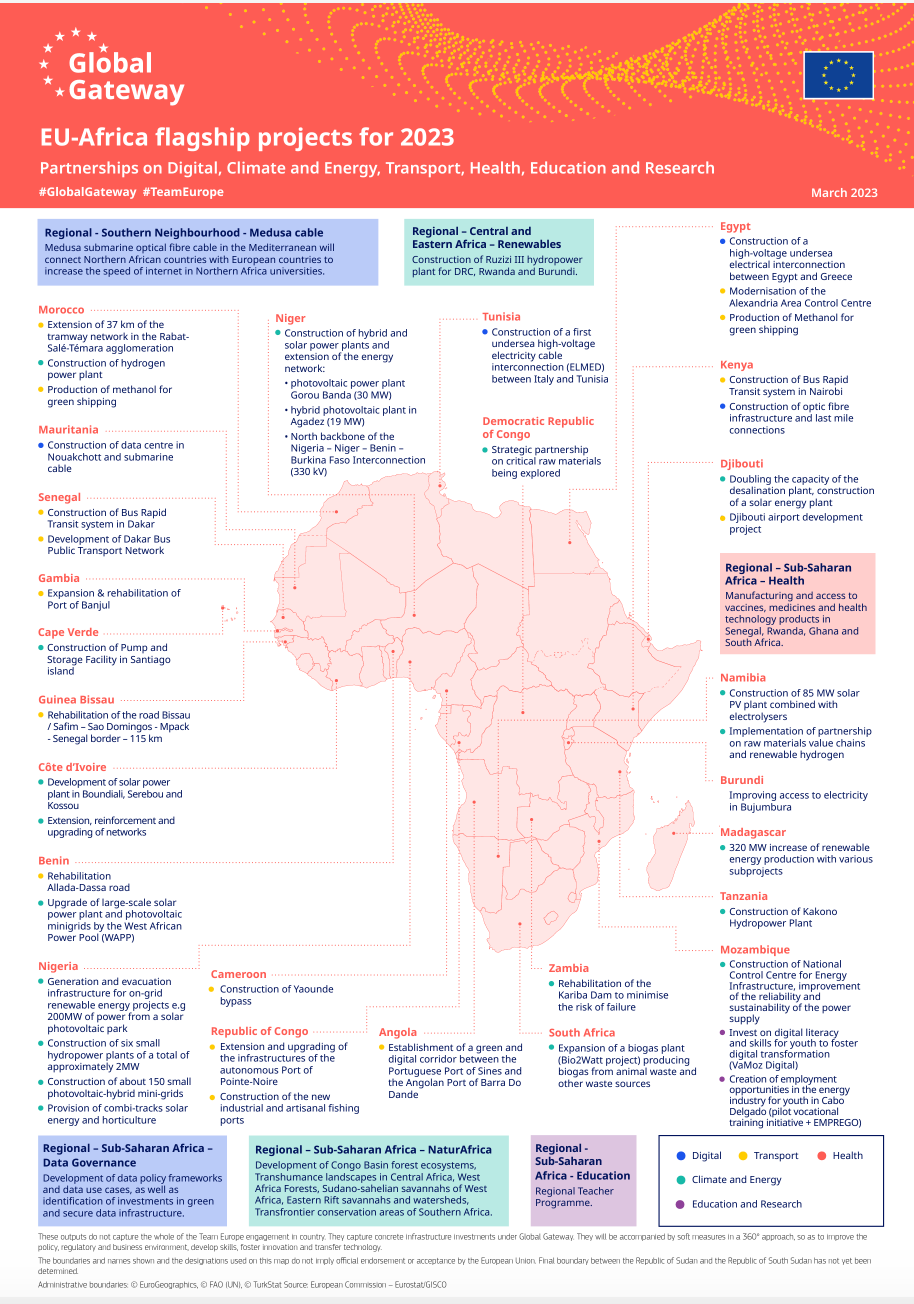 Global
Gateway
EU-Africa flagship projects for 2023
Partnerships on Digital, Climate and Energy, Transport, Health, Education and Research
#GlobalGateway #TeamEurope
March 2023
Regional - Southern Neighbourhood - Medusa cable
Medusa submarine optical fibre cable in the Mediterranean will
connect Northern African countries with European countries to
increase the speed of internet in Northern Africa universities.
Regional – Central and
Eastern Africa – Renewables
Construction of Ruzizi III hydropower
plant for DRC, Rwanda and Burundi.
Morocco
Extension of 37 km of the
tramway network in the Rabat-
Salé-Témara agglomeration
Construction of hydrogen
power plant
Production of methanol for
green shipping
Mauritania
Construction of data centre in
Nouakchott and submarine
cable
Senegal
Construction of Bus Rapid
Transit system in Dakar
Development of Dakar Bus
Public Transport Network
Gambia
Expansion & rehabilitation of
Port of Banjul
Cape Verde
Construction of Pump and
Storage Facility in Santiago
island
Guinea Bissau
Rehabilitation of the road Bissau
/ Safim – Sao Domingos - Mpack
- Senegal border – 115 km
Côte d’Ivoire
Development of solar power
plant in Boundiali, Serebou and
Kossou
Extension, reinforcement and
upgrading of networks
Benin
Rehabilitation
Allada-Dassa road
Upgrade of large-scale solar
power plant and photovoltaic
minigrids by the West African
Power Pool (WAPP)
Nigeria
Generation and evacuation
infrastructure for on-grid
renewable energy projects e.g
200MW of power from a solar
photovoltaic park
Construction of six small
hydropower plants of a total of
approximately 2MW
Construction of about 150 small
photovoltaic-hybrid mini-grids
Provision of combi-tracks solar
energy and horticulture
Niger
Construction of hybrid and
solar power plants and
extension of the energy
network:
• photovoltaic power plant
Gorou Banda (30 MW)
• hybrid photovoltaic plant in
Agadez (19 MW)
• North backbone of the
Nigeria – Niger – Benin –
Burkina Faso Interconnection
(330 kV)
Tunisia
Construction of a first
undersea high-voltage
electricity cable
interconnection (ELMED)
between Italy and Tunisia
Democratic Republic
of Congo
Strategic partnership
on critical raw materials
being explored
Egypt
Construction of a
high-voltage undersea
electrical interconnection
between Egypt and Greece
Modernisation of the
Alexandria Area Control Centre
Production of Methanol for
green shipping
Kenya
Construction of Bus Rapid
Transit system in Nairobi
Construction of optic fibre
infrastructure and last mile
connections
Djibouti
Doubling the capacity of the
desalination plant, construction
of a solar energy plant
Djibouti airport development
project
Regional – Sub-Saharan
Africa – Health
Manufacturing and access to
vaccines, medicines and health
technology products in
Senegal, Rwanda, Ghana and
South Africa.
Namibia
Construction of 85 MW solar
PV plant combined with
electrolysers
Implementation of partnership
on raw materials value chains
and renewable hydrogen
Burundi
Improving access to electricity
in Bujumbura
Madagascar
320 MW increase of renewable
energy production with various
subprojects
Tanzania
Construction of Kakono
Hydropower Plant
Mozambique
Construction of National
Control Centre for Energy
Infrastructure, improvement
of the reliability and
sustainability of the power
supply
Invest on digital literacy
and skills for youth to foster
digital transformation
(VaMoz Digital)
Creation of employment
opportunities in the energy
industry for youth in Cabo
Delgado (pilot vocational
training initiative + EMPREGO)
Cameroon
Construction of Yaounde
bypass
Republic of Congo
Extension and upgrading of
the infrastructures of the
autonomous Port of
Pointe-Noire
Construction of the new
industrial and artisanal fishing
ports
Angola
Establishment of a green and
digital corridor between the
Portuguese Port of Sines and
the Angolan Port of Barra Do
Dande
Zambia
Rehabilitation of the
Kariba Dam to minimise
the risk of failure
South Africa
Expansion of a biogas plant
(Bio2Watt project) producing
biogas from animal waste and
other waste sources
Regional – Sub-Saharan Africa –
Data Governance
Development of data policy frameworks
and data use cases, as well as
identification of investments in green
and secure data infrastructure.
Regional – Sub-Saharan Africa – NaturAfrica
Development of Congo Basin forest ecosystems,
Transhumance landscapes in Central Africa, West
Africa Forests, Sudano-sahelian savannahs of West
Africa, Eastern Rift savannahs and watersheds,
Transfrontier conservation areas of Southern Africa.
Regional -
Sub-Saharan
Africa - Education
Regional Teacher
Programme.
Digital
Transport
Health
Climate and Energy
Education and Research
These outputs do not capture the whole of the Team Europe engagement in country. They capture concrete infrastructure investments under Global Gateway. They will be accompanied by soft measures in a 360° approach, so as to improve the
policy, regulatory and business environment, develop skills, foster innovation and transfer technology.
The boundaries and names shown and the designations used on this map do not imply official endorsement or acceptance by the European Union. Final boundary between the Republic of Sudan and the Republic of South Sudan has not yet been
determined.
Administrative boundaries: © EuroGeographics, © FAO (UN), © TurkStat Source: European Commission – Eurostat/GISCO